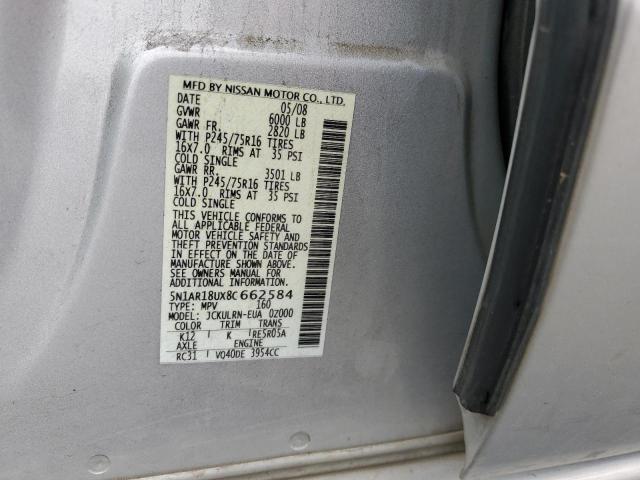 MFD BY NISSAN MOTOR CO., LTD.
DATE 05/08
GVWR 6000 LB
GAWR FR. 2820 LB
WITH P245/75R16 TIRES
16X7.0 RIMS AT 35 PSI
COLD SINGLE
GAWR RR. 3501 LB
WITH P245/75R16 TIRES
16X7.0 RIMS AT 35 PSI
COLD SINGLE
THIS VEHICLE CONFORMS TO
ALL APPLICABLE FEDERAL
MOTOR VEHICLE SAFETY AND
THEFT PREVENTION STANDARDS
IN EFFECT ON THE DATE OF
MANUFACTURE SHOWN ABOVE.
SEE OWNERS MANUAL FOR
ADDITIONAL INFORMATION
5N1AR18UX8C662584
TYPE: MPV 160
MODEL: JCKULRN-EUA 0Z000
COLOR TRIM TRANS
K12 K RE5R05A
AXLE ENGINE
RC31 VQ40DE 3954CC